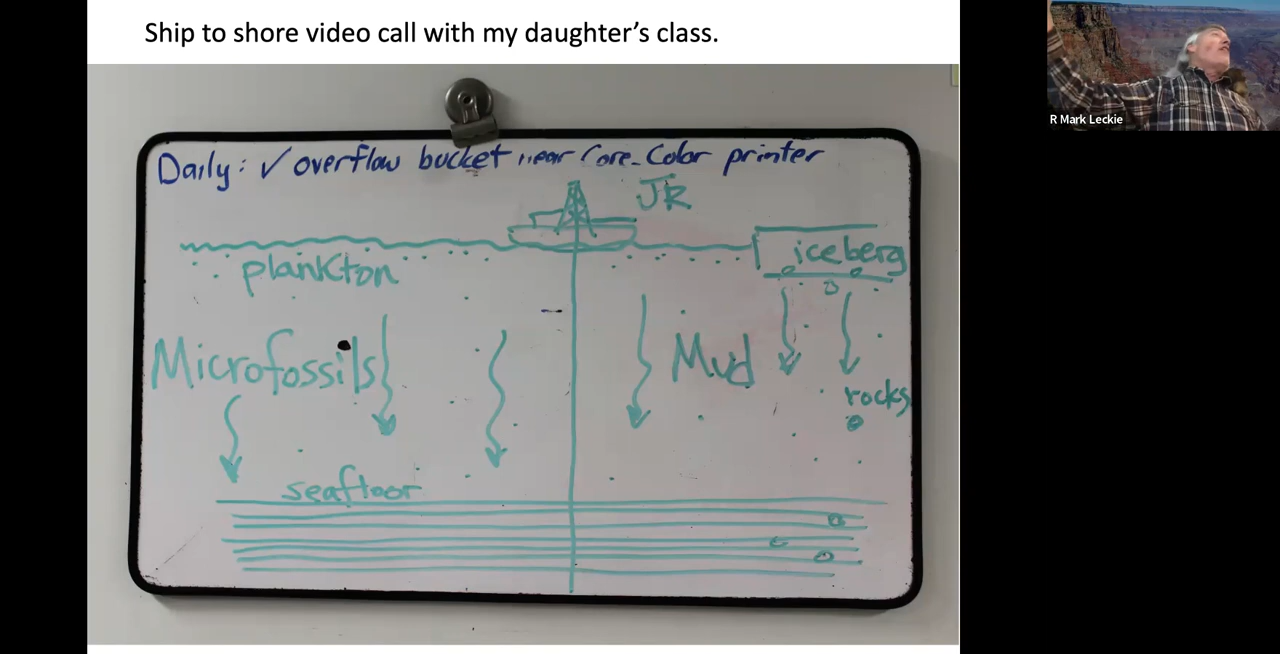 Ship to shore video call with my daughter's class.
R Mark Leckie
Daily: ✓ overflow bucket near Core-Color printer
JR
iceberg
plankton
Microfossils
Mud
rocks
seafloor